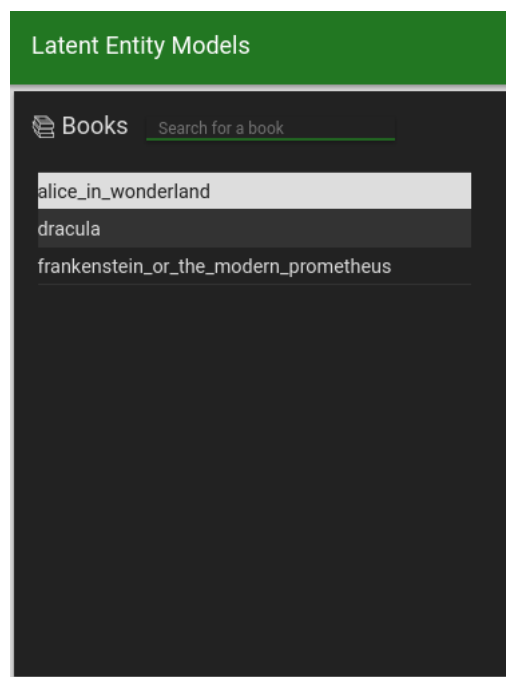 Latent Entity Models
Books
Search for a book
alice_in_wonderland
dracula
frankenstein_or_the_modern_prometheus